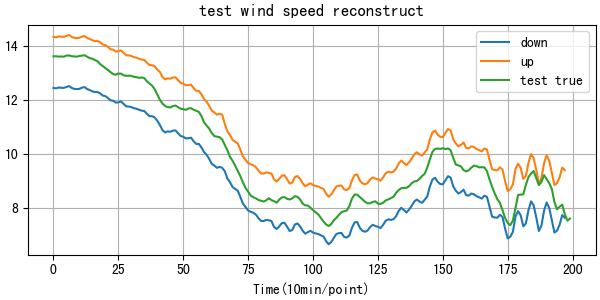 test wind speed reconstruct
down
up
test true
14
12
10
8
0 25 50 75 100 125 150 175 200
Time(10min/point)